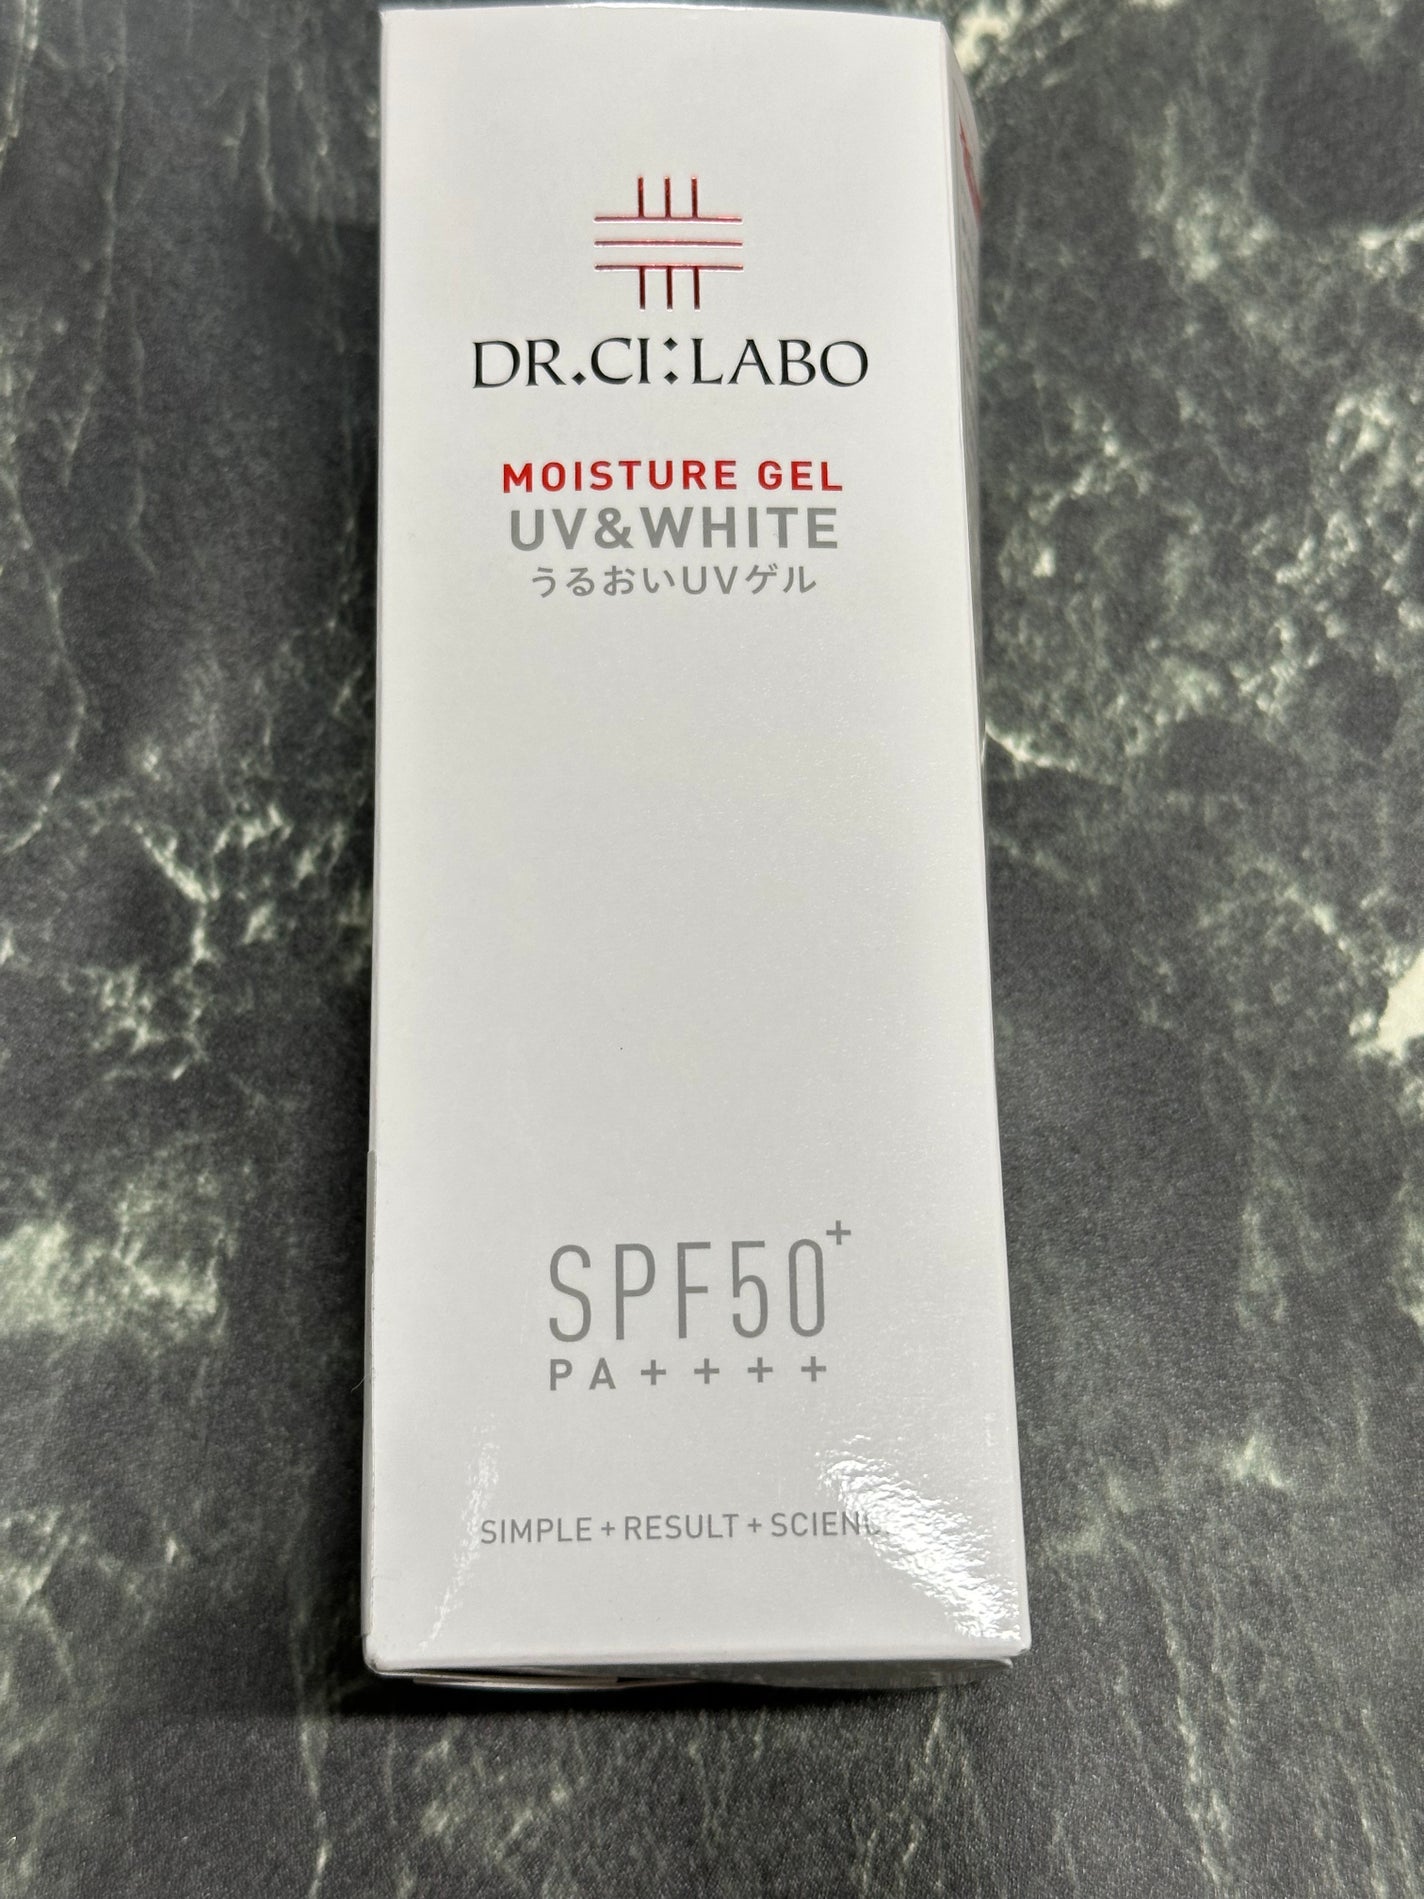 DR.CI:LABO
MOISTURE GEL
UV&WHITE
うるおいUVゲル
SPF50+
PA++++
SIMPLE+RESULT+